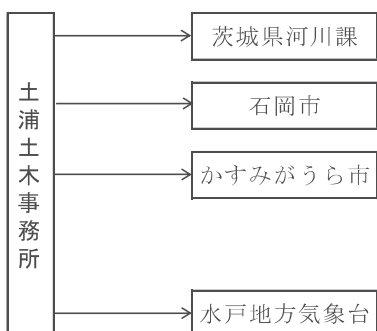 土浦土木事務所
茨城県河川課
石岡市
かすみがうら市
水戸地方気象台